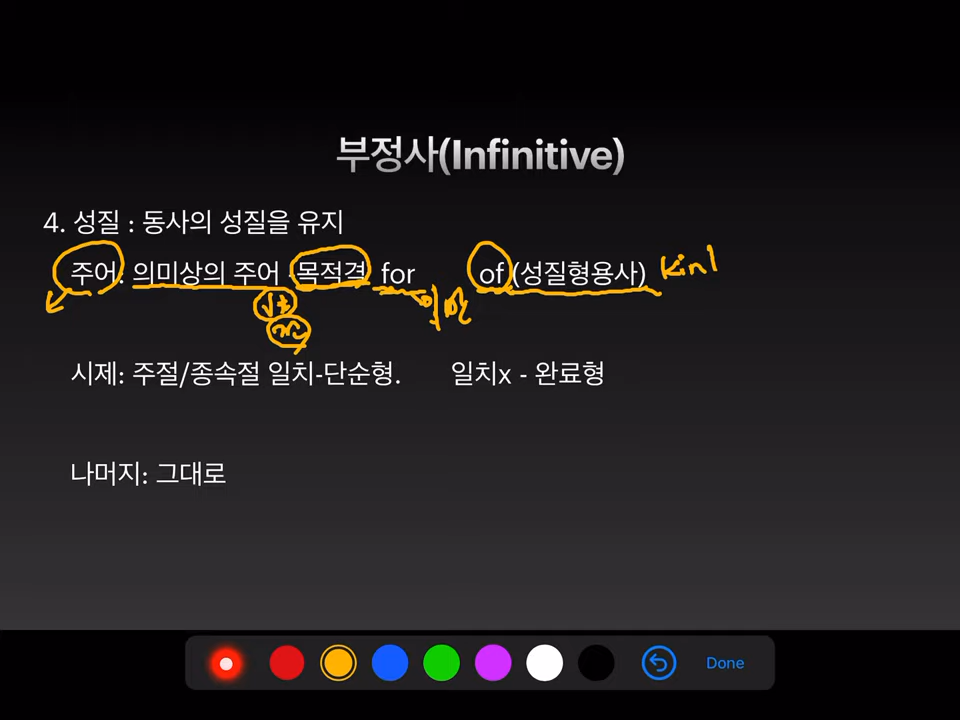 부정사(Infinitive)
4. 성질 : 동사의 성질을 유지
주어: 의미상의 주어 -목적격 for of (성질형용사)
일반
시제: 주절/종속절 일치-단순형. 일치x - 완료형
나머지: 그대로
Done